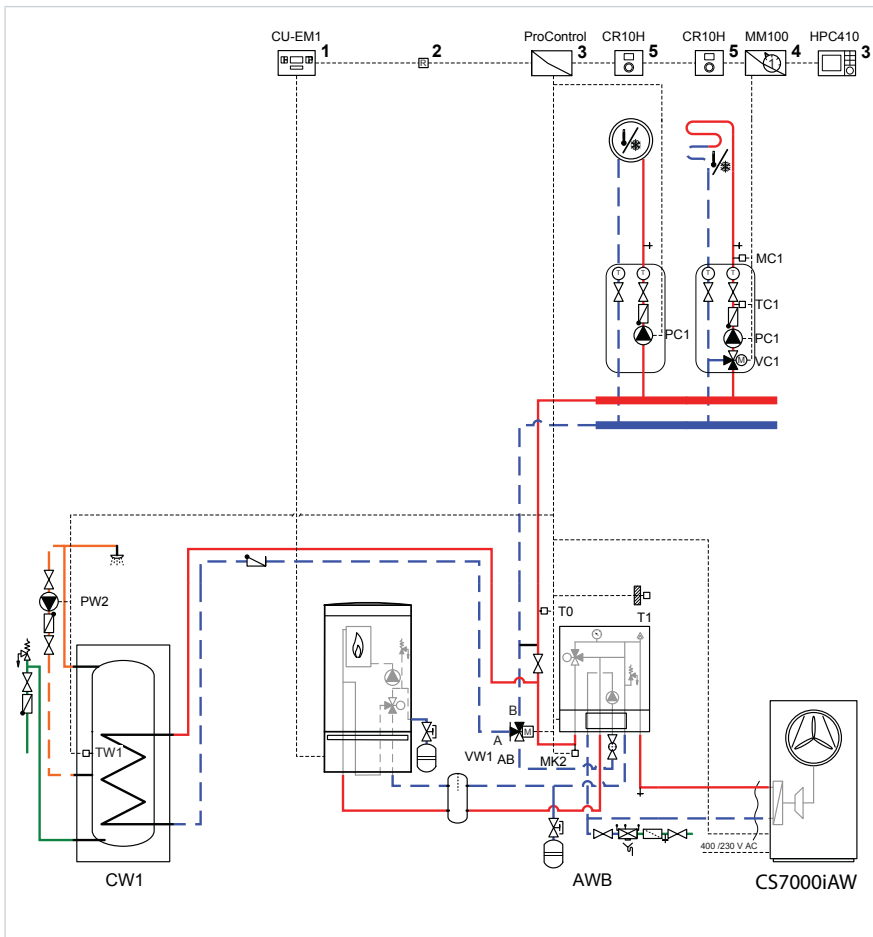 CU-EM1 1
2
R
ProControl 3
CR10H 5
CR10H 5
MM100 4
1
HPC410 3
T
T
T
T
MC1
TC1
PC1
PC1
VC1
M
PW2
T0
T1
B
M
A
VW1
AB
MK2
TW1
400 /230 V AC
CW1
AWB
CS7000iAW